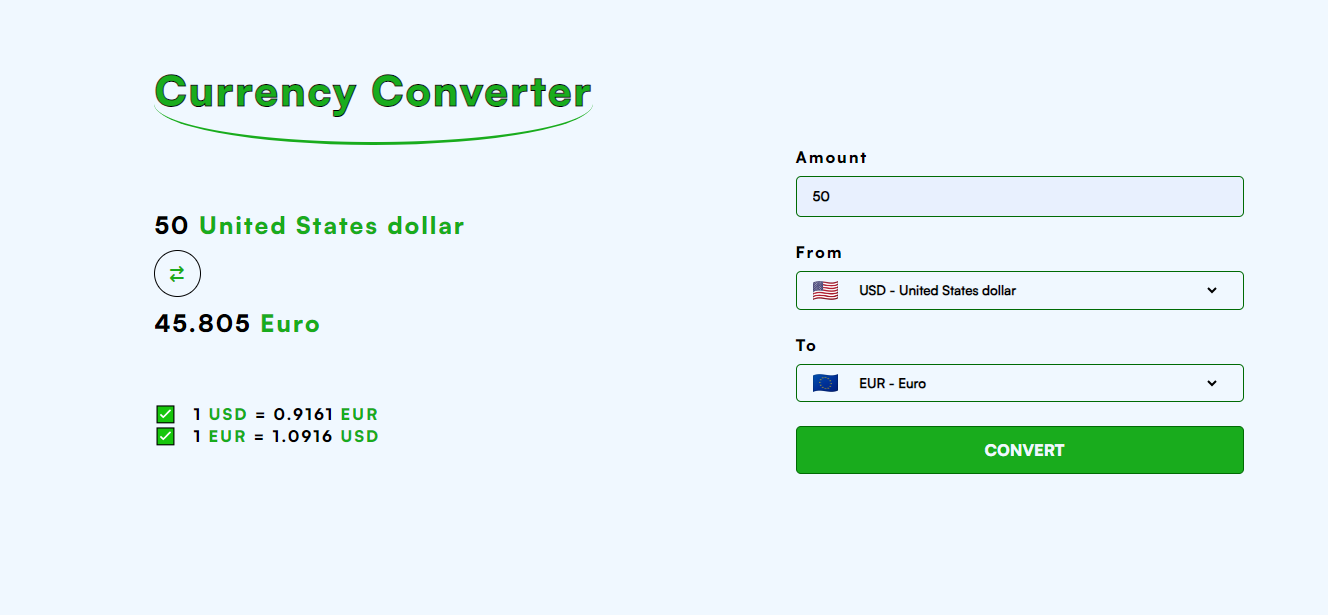 Currency Converter
50 United States dollar
45.805 Euro
1 USD = 0.9161 EUR
1 EUR = 1.0916 USD
Amount
50
From
USD - United States dollar
To
EUR - Euro
CONVERT